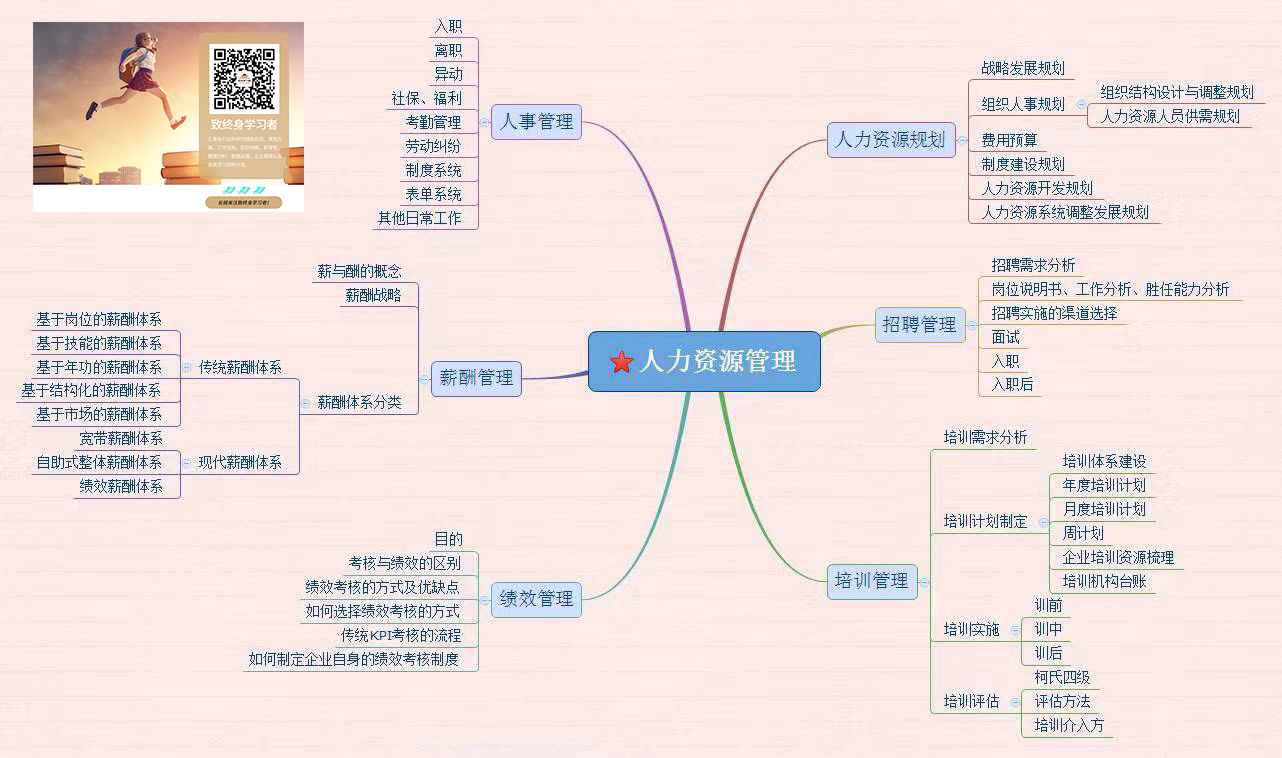 致终身学习者
长按关注致终身学习者!
人力资源管理
人事管理
入职
离职
异动
社保、福利
考勤管理
劳动纠纷
制度系统
表单系统
其他日常工作
薪酬管理
薪与酬的概念
薪酬战略
薪酬体系分类
传统薪酬体系
基于岗位的薪酬体系
基于技能的薪酬体系
基于年功的薪酬体系
基于结构化的薪酬体系
基于市场的薪酬体系
现代薪酬体系
宽带薪酬体系
自助式整体薪酬体系
绩效薪酬体系
绩效管理
目的
考核与绩效的区别
绩效考核的方式及优缺点
如何选择绩效考核的方式
传统KPI考核的流程
如何制定企业自身的绩效考核制度
人力资源规划
战略发展规划
组织人事规划
组织结构设计与调整规划
人力资源人员供需规划
费用预算
制度建设规划
人力资源开发规划
人力资源系统调整发展规划
招聘管理
招聘需求分析
岗位说明书、工作分析、胜任能力分析
招聘实施的渠道选择
面试
入职
入职后
培训管理
培训需求分析
培训计划制定
培训体系建设
年度培训计划
月度培训计划
周计划
企业培训资源梳理
培训机构台账
培训实施
训前
训中
训后
培训评估
柯氏四级
评估方法
培训介入方